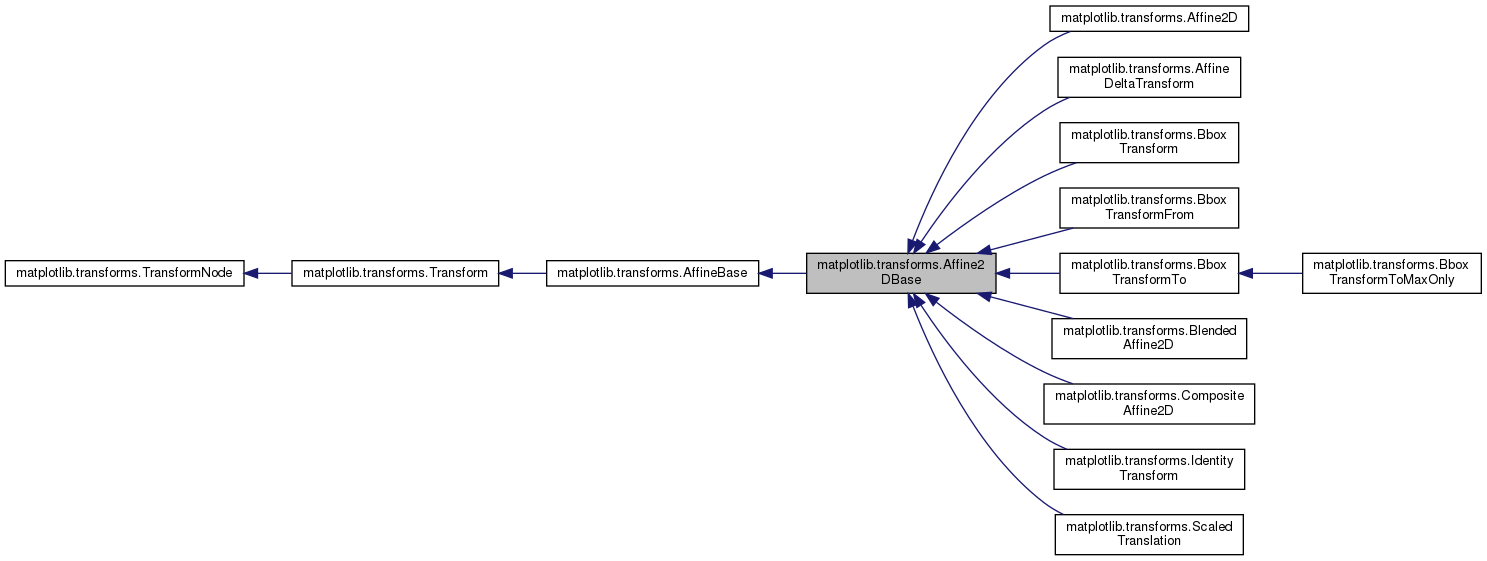 matplotlib.transforms.Affine2D
matplotlib.transforms.Affine
DeltaTransform
matplotlib.transforms.Bbox
Transform
matplotlib.transforms.Bbox
TransformFrom
matplotlib.transforms.TransformNode
matplotlib.transforms.Transform
matplotlib.transforms.AffineBase
matplotlib.transforms.Affine2
DBase
matplotlib.transforms.Bbox
TransformTo
matplotlib.transforms.Bbox
TransformToMaxOnly
matplotlib.transforms.Blended
Affine2D
matplotlib.transforms.Composite
Affine2D
matplotlib.transforms.Identity
Transform
matplotlib.transforms.Scaled
Translation